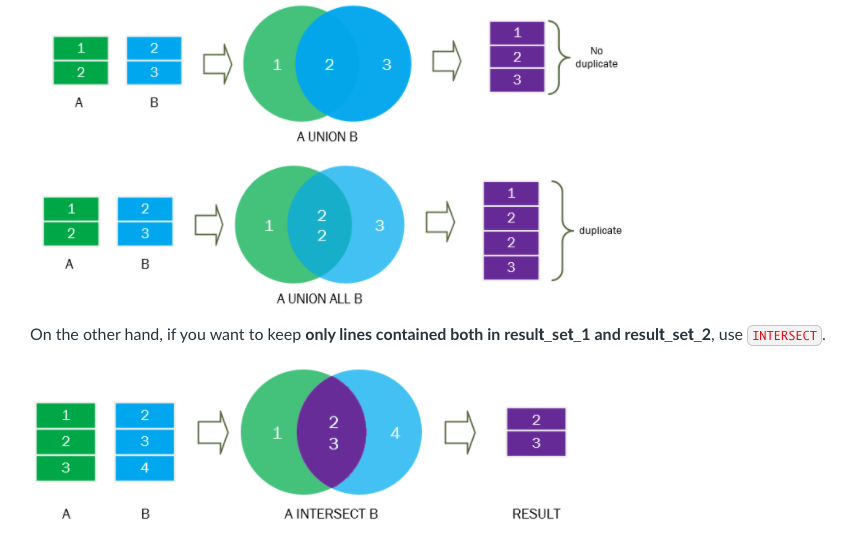 1 2 1
1 2 3 2 No
2 3 3 duplicate
A B
A UNION B
1
1 2 2 2
1 2 3 duplicate
2 3 2 2
3
A B
A UNION ALL B
On the other hand, if you want to keep only lines contained both in result_set_1 and result_set_2, use INTERSECT.
1 2
2 3 1 2 4 2
3 4 3 3
A B A INTERSECT B RESULT